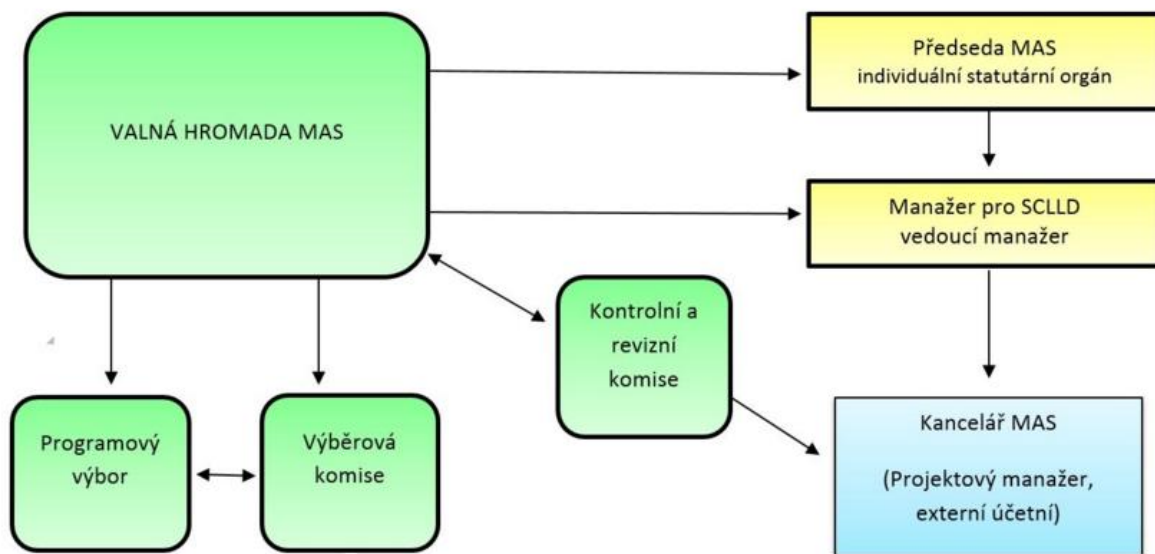 VALNÁ HROMADA MAS
Předseda MAS
individuální statutární orgán
Manažer pro SCLLD
vedoucí manažer
Kontrolní a
revizní
komise
Programový
výbor
Výběrová
komise
Kancelář MAS
(Projektový manažer,
externí účetní)